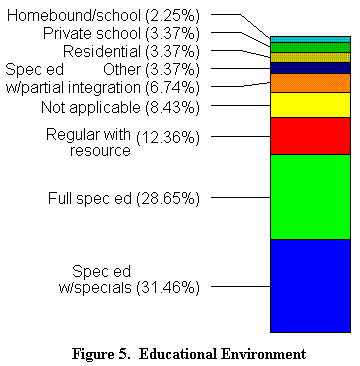 Homebound/school (2.25%)
Private school (3.37%)
Residential (3.37%)
Spec ed Other (3.37%)
w/partial integration (6.74%)
Not applicable (8.43%)
Regular with (12.36%)
resource
Full spec ed (28.65%)
Spec ed
w/specials (31.46%)
Figure 5. Educational Environment